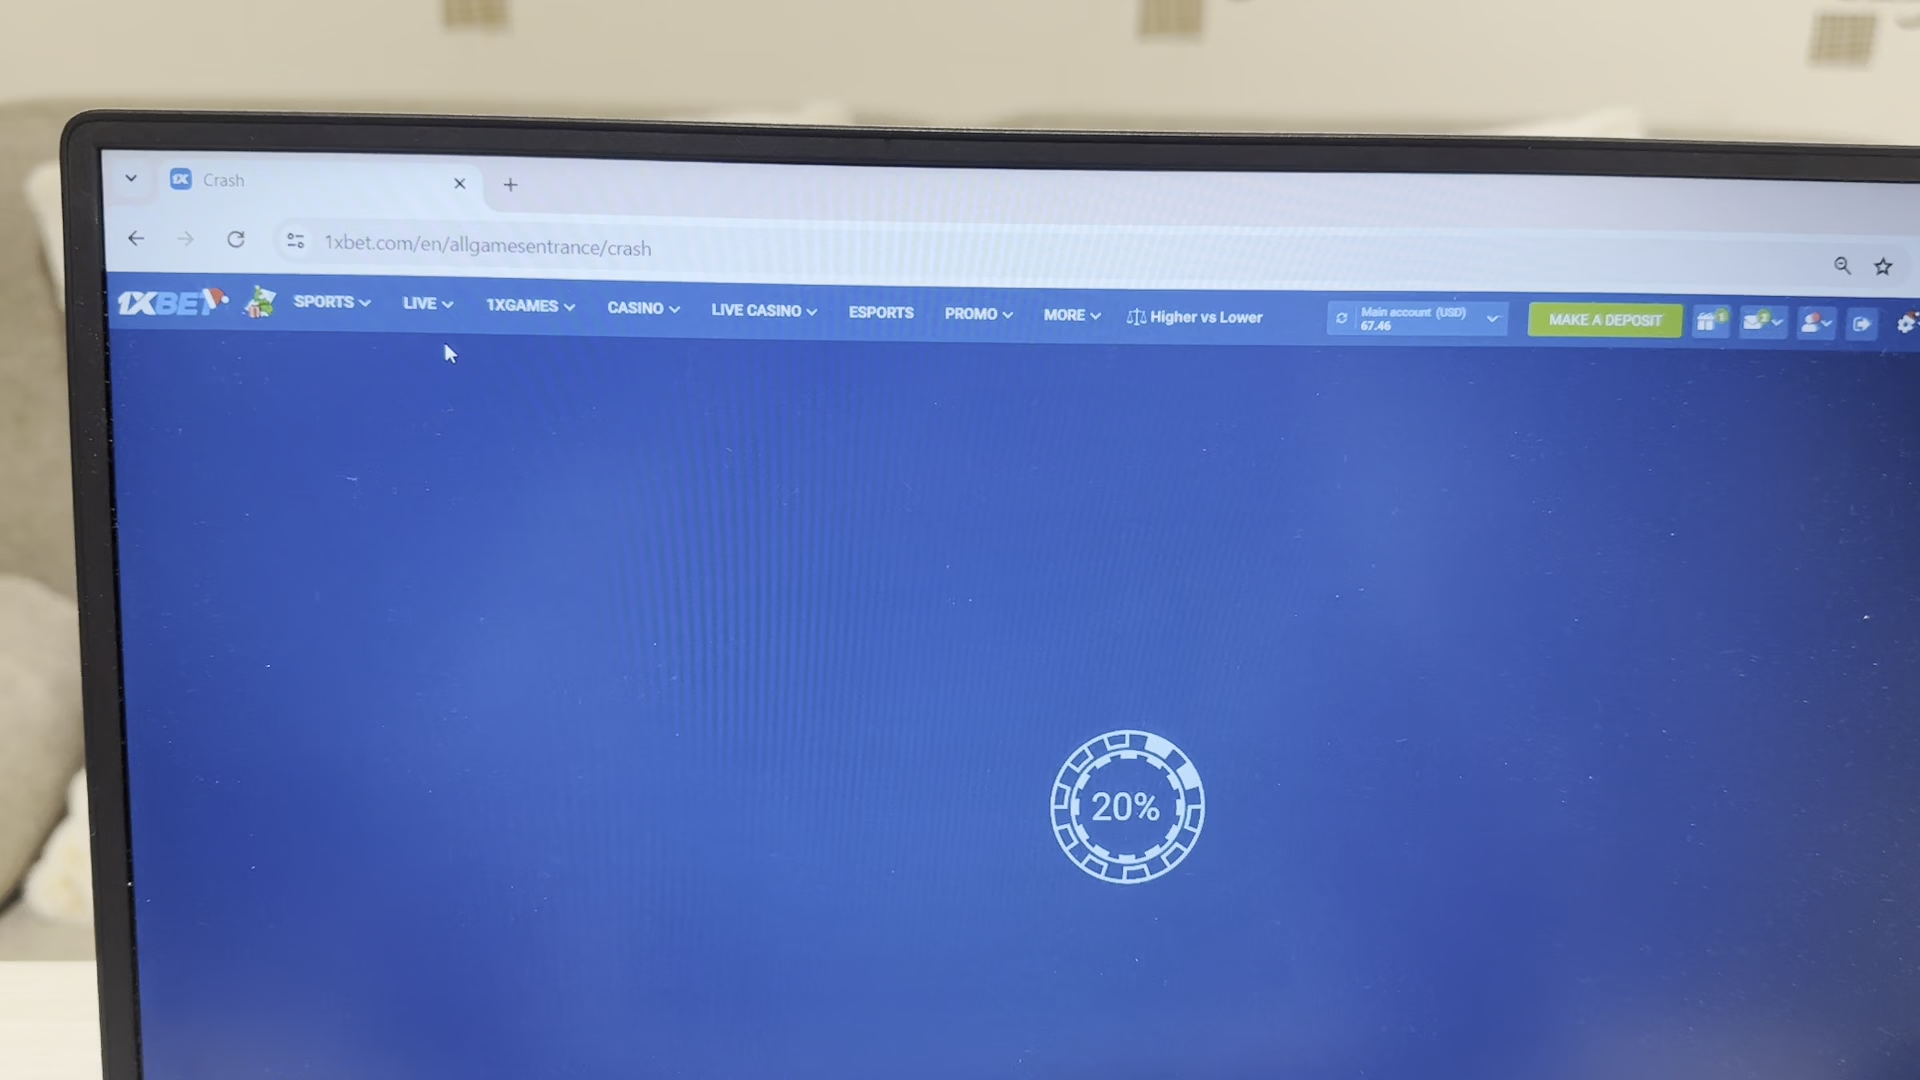 Crash
1xbet.com/en/allgamesentrance/crash
1XBET SPORTS LIVE 1XGAMES CASINO LIVE CASINO ESPORTS PROMO MORE Higher vs Lower
Main account (USD)
67.46
MAKE A DEPOSIT
20%